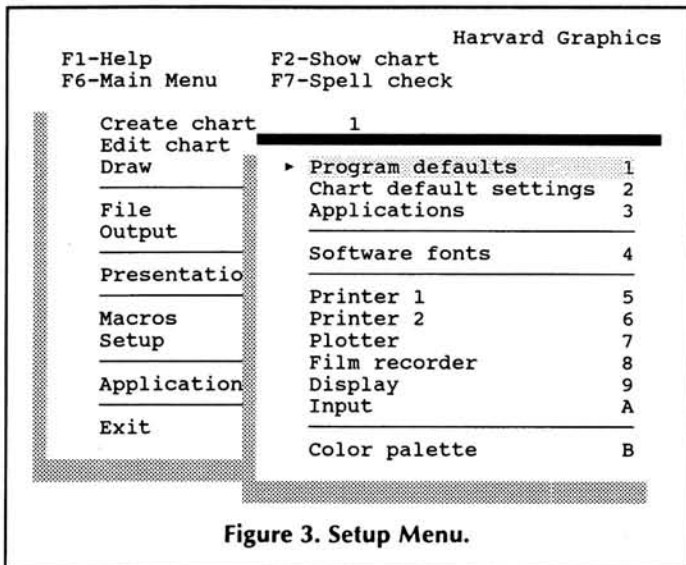 Harvard Graphics
F1-Help F2-Show chart
F6-Main Menu F7-Spell check
Create chart 1
Edit chart
Draw
File
Output
Presentatio
Macros
Setup
Application
Exit
▸ Program defaults 1
Chart default settings 2
Applications 3
Software fonts 4
Printer 1 5
Printer 2 6
Plotter 7
Film recorder 8
Display 9
Input A
Color palette B
Figure 3. Setup Menu.